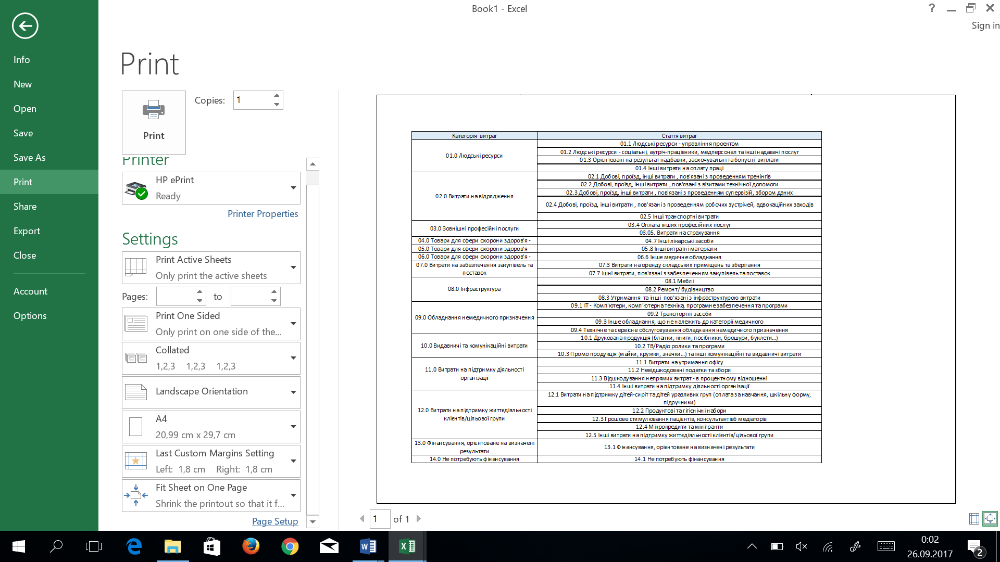 Book1 - Excel
?
Sign in
Info
New
Open
Save
Save As
Print
Share
Export
Close
Account
Options
Print
Print
Copies: 1
Printer
HP ePrint
Ready
Printer Properties
Settings
Print Active Sheets
Only print the active sheets
Pages: to
Print One Sided
Only print on one side of the...
Collated
1,2,3 1,2,3 1,2,3
Landscape Orientation
A4
20,99 cm x 29,7 cm
Last Custom Margins Setting
Left: 1,8 cm Right: 1,8 cm
Fit Sheet on One Page
Shrink the printout so that it f...
Page Setup
Категорія витрат
Стаття витрат
01.0 Людські ресурси
01.1 Людські ресурси - управління проектом
01.2 Людські ресурси - соціальні, аутріч-працівники, медперсонал та інші надавачі послуг
01.3 Орієнтовані на результат надбавки, заохочувальні та бонусні виплати
01.4 Інші витрати на оплату праці
02.0 Витрати на відрядження
02.1 Добові, проїзд, інші витрати , пов'язані з проведенням тренінгів
02.2 Добові, проїзд, інші витрати , пов'язані з візитами технічної допомоги
02.3 Добові, проїзд, інші витрати , пов'язані з проведенням супервізій, збором даних
02.4 Добові, проїзд, інші витрати , пов'язані з проведенням робочих зустрічей, адвокаційних заходів
02.5 Інші транспортні витрати
03.0 Зовнішні професійні послуги
03.4 Оплата інших професійних послуг
03.05. Витрати на страхування
04.0 Товари для сфери охорони здоров'я -
04.7 Інші лікарські засоби
05.0 Товари для сфери охорони здоров'я -
05.8 Інші витратні матеріали
06.0 Товари для сфери охорони здоров'я -
06.6 Інше медичне обладнання
07.0 Витрати на забезпечення закупівель та
поставок
07.3 Витрати на оренду складських приміщень та зберігання
07.7 Ішні витрати, пов'язані з забезпеченням закупівель та поставок
08.0 Інфраструктура
08.1 Меблі
08.2 Ремонт/ будівництво
08.3 Утримання та інші пов'язані з інфраструктурою витрати
09.0 Обладнання немедичного призначення
09.1 ІТ - Комп'ютери, комп'ютерна техніка, програмне забезпечення та програми
09.2 Транспортні засоби
09.3 Інше обладнання, що не належить до категорії медичного
09.4 Технічне та сервісне обслуговування обладнання немедичного призначення
10.0 Видавничі та комунікаційні витрати
10.1 Друкована продукція (бланки, книги, посібники, брошури, буклети...)
10.2 ТВ/Радіо ролики та програми
10.3 Промо продукція (майки, кружки, значки...) та інші комунікаційні та видавничі витрати
11.0 Витрати на підтримку діяльності
організації
11.1 Витрати на утримання офісу
11.2 Невідшкодовані податки та збори
11.3 Відшкодування непрямих витрат - в процентному відношенні
11.4 Інші витрати на підтримку діяльності організації
12.0 Витрати на підтримку життєдіяльності
клієнтів/цільової групи
12.1 Витрати на підтримку дітей-сиріт та дітей уразливих груп (оплата за навчання, шкільну форму,
підручники)
12.2 Продуктові та гігієнічні набори
12.3 Грошове стимулювання пацієнтів, консультантівб медіаторів
12.4 Мікрокредити та мінігранти
12.5 Інші витрати на підтримку життєдіяльності клієнтів/цільової групи
13.0 Фінансування, орієнтоване на визначені
результати
13.1 Фінансування, орієнтоване на визначені результати
14.0 Не потребують фінансування
14.1 Не потребують фінансування
1 of 1
0:02
26.09.2017
2